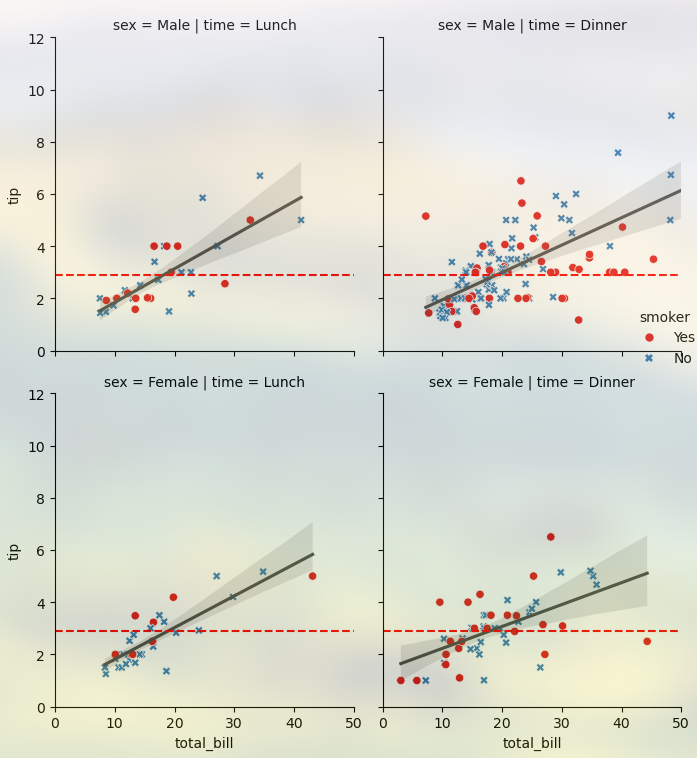 sex = Male | time = Lunch
sex = Male | time = Dinner
12
10
8
6
4
2
0
tip
smoker
Yes
No
sex = Female | time = Lunch
sex = Female | time = Dinner
12
10
8
6
4
2
0
tip
0 10 20 30 40 50
0 10 20 30 40 50
total_bill
total_bill